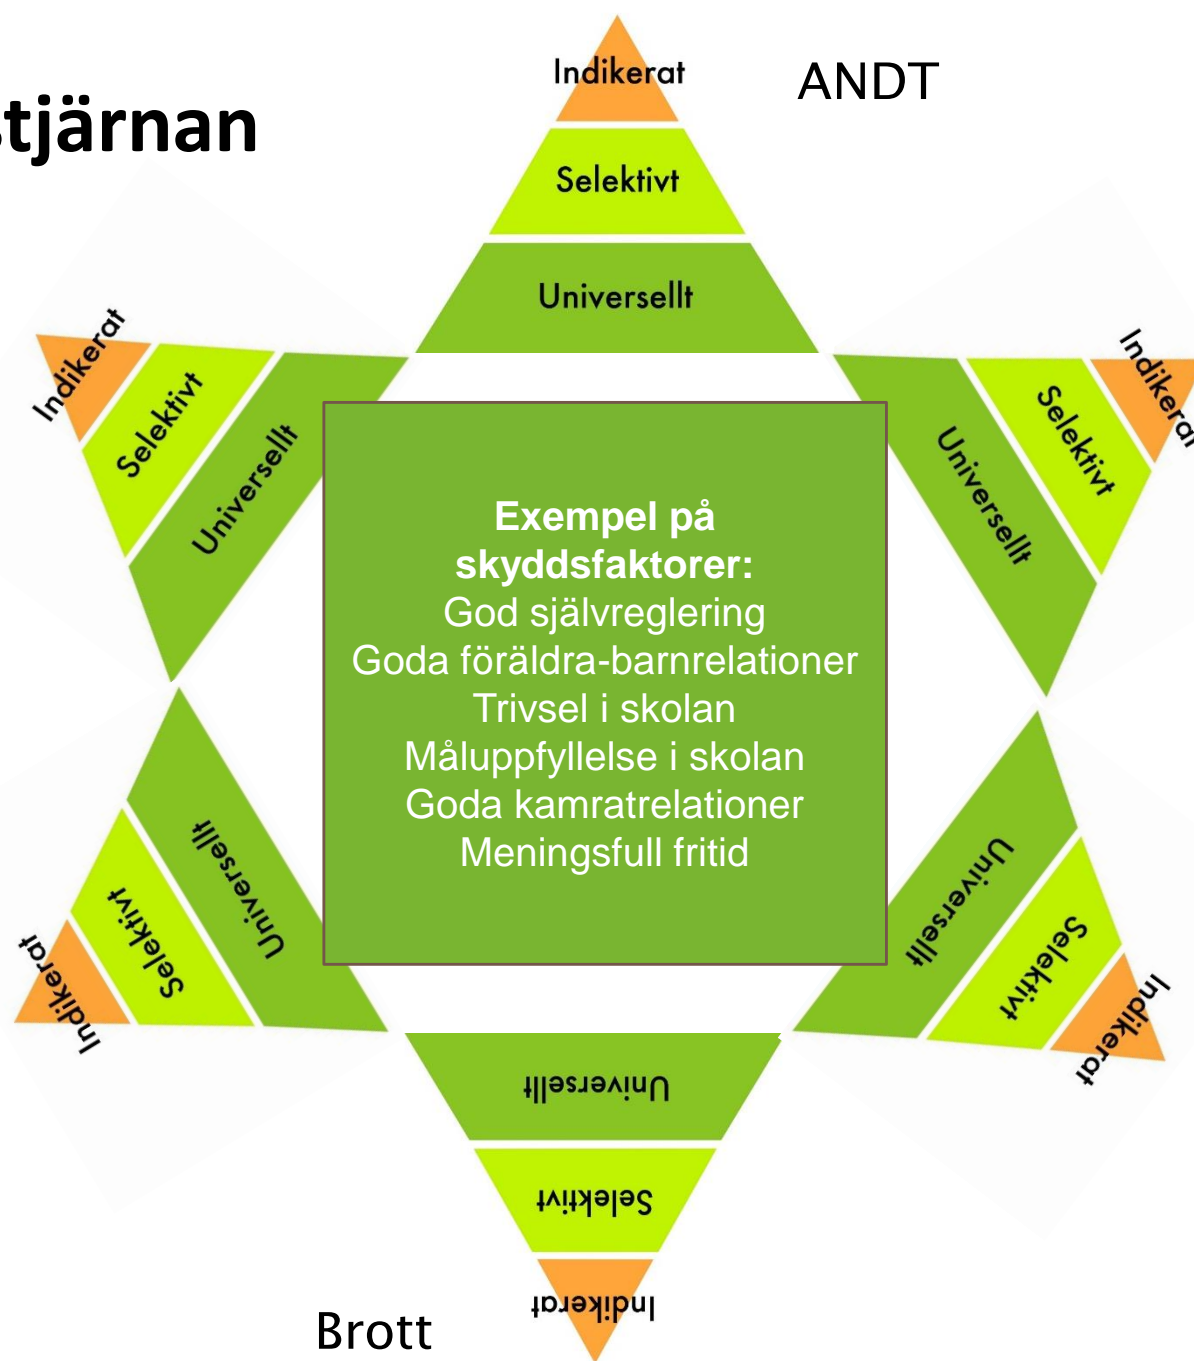 stjärnan
ANDT
Indikerat
Selektivt
Universellt
Indikerat
Selektivt
Universellt
Indikerat
Selektivt
Universellt
Exempel på
skyddsfaktorer:
God självreglering
Goda föräldra-barnrelationer
Trivsel i skolan
Måluppfyllelse i skolan
Goda kamratrelationer
Meningsfull fritid
Universellt
Selektivt
Indikerat
Universellt
Selektivt
Indikerat
Universellt
Selektivt
Indikerat
Brott